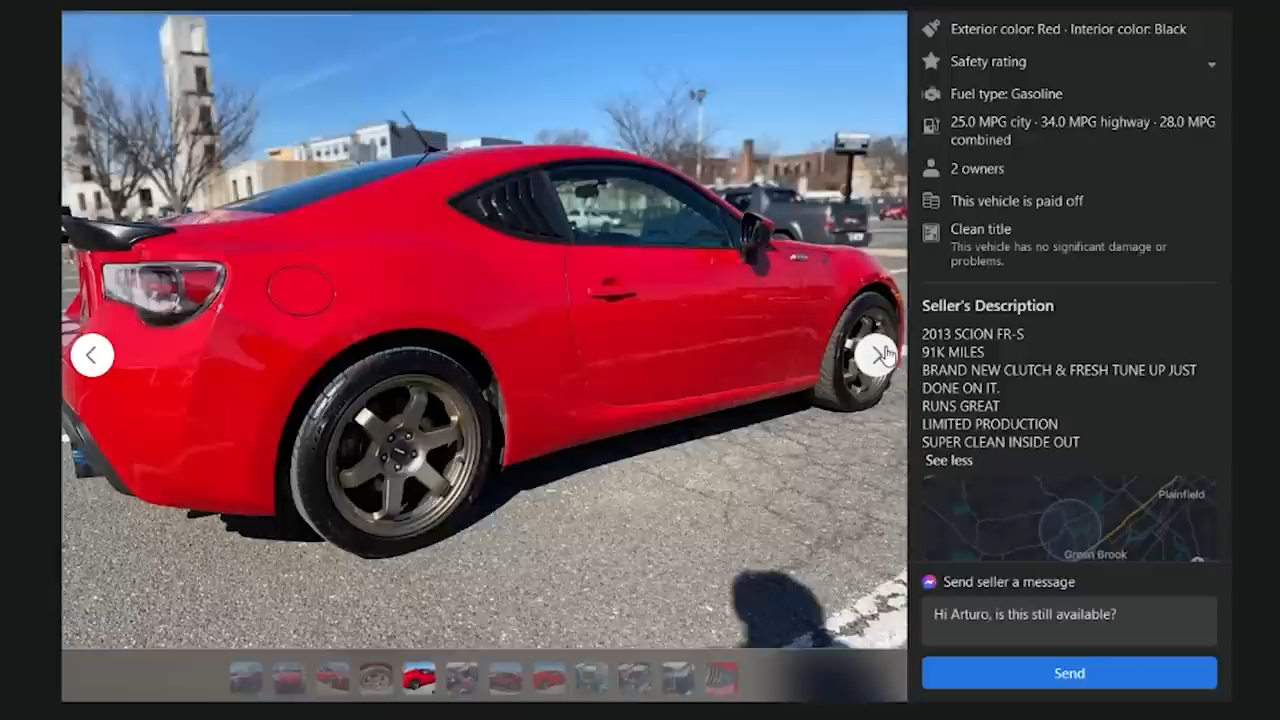 Exterior color: Red · Interior color: Black
Safety rating
Fuel type: Gasoline
25.0 MPG city · 34.0 MPG highway · 28.0 MPG
combined
2 owners
This vehicle is paid off
Clean title
This vehicle has no significant damage or
problems.
Seller's Description
2013 SCION FR-S
91K MILES
BRAND NEW CLUTCH & FRESH TUNE UP JUST
DONE ON IT.
RUNS GREAT
LIMITED PRODUCTION
SUPER CLEAN INSIDE OUT
See less
Plainfield
Green Brook
Send seller a message
Hi Arturo, is this still available?
Send